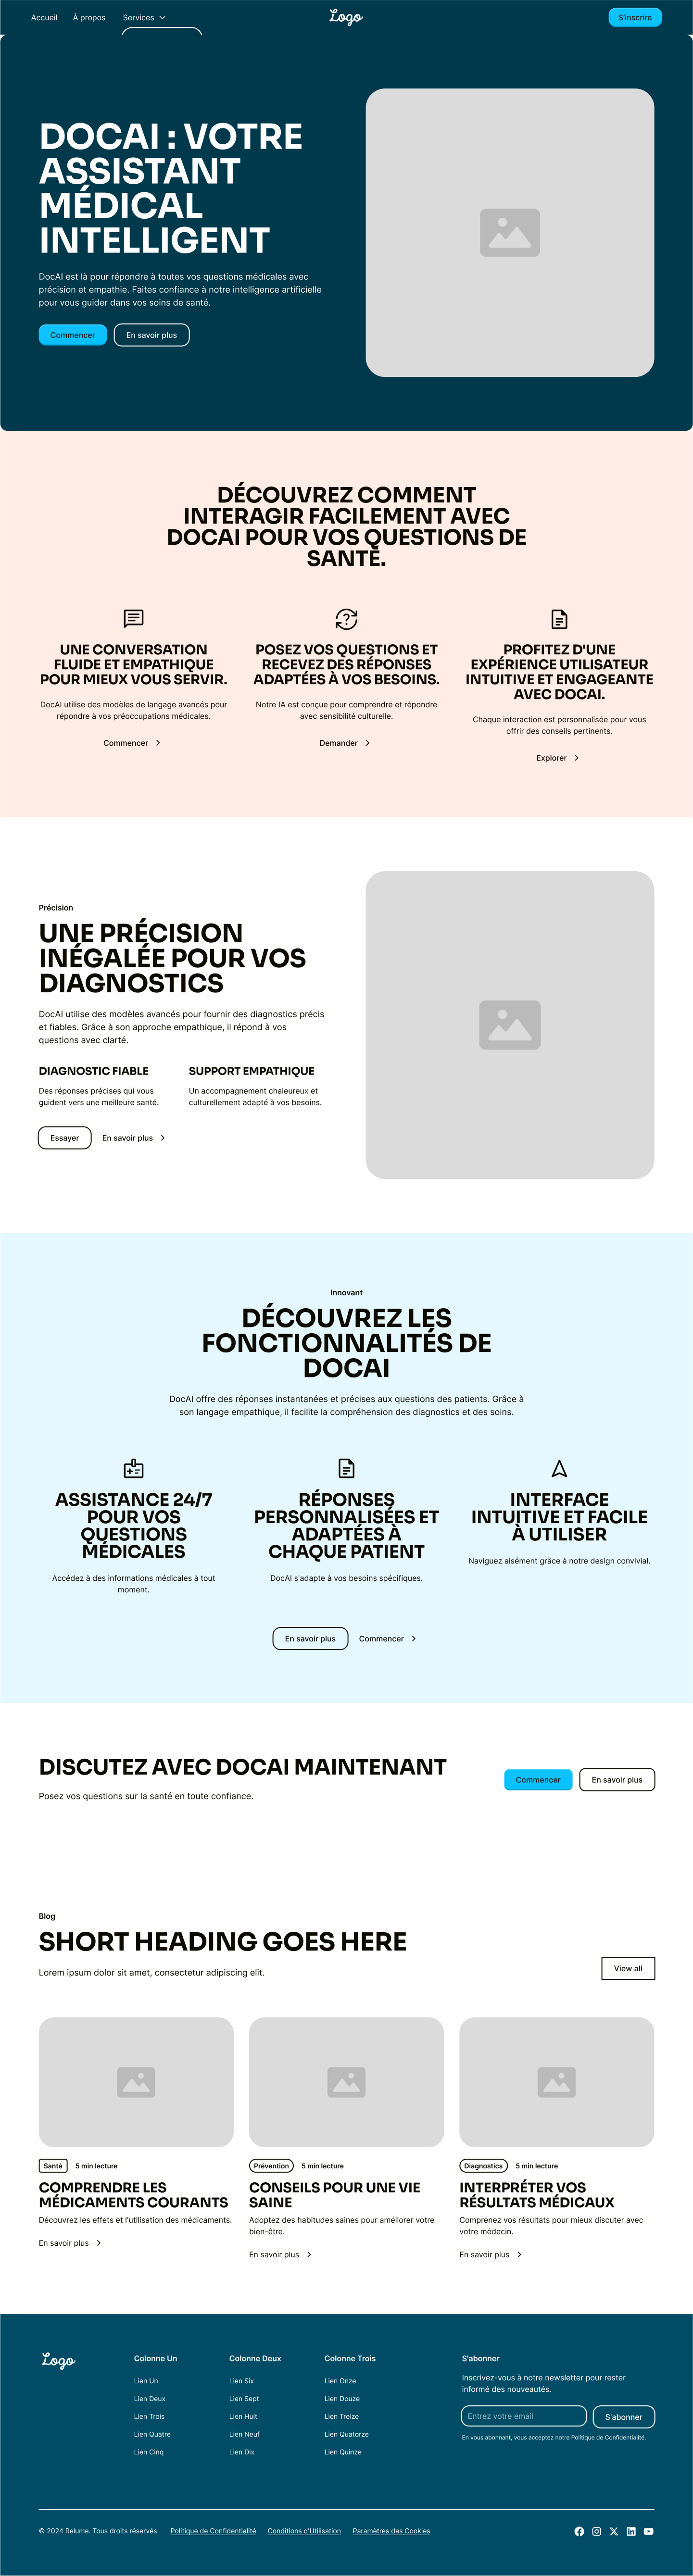 Accueil
À propos
Services
Logo
S'inscrire
DOCAI : VOTRE
ASSISTANT
MÉDICAL
INTELLIGENT
DocAI est là pour répondre à toutes vos questions médicales avec
précision et empathie. Faites confiance à notre intelligence artificielle
pour vous guider dans vos soins de santé.
Commencer
En savoir plus
DÉCOUVREZ COMMENT
INTERAGIR FACILEMENT AVEC
DOCAI POUR VOS QUESTIONS DE
SANTÉ.
UNE CONVERSATION
FLUIDE ET EMPATHIQUE
POUR MIEUX VOUS SERVIR.
DocAI utilise des modèles de langage avancés pour
répondre à vos préoccupations médicales.
Commencer
POSEZ VOS QUESTIONS ET
RECEVEZ DES RÉPONSES
ADAPTÉES À VOS BESOINS.
Notre IA est conçue pour comprendre et répondre
avec sensibilité culturelle.
Demander
PROFITEZ D'UNE
EXPÉRIENCE UTILISATEUR
INTUITIVE ET ENGAGEANTE
AVEC DOCAI.
Chaque interaction est personnalisée pour vous
offrir des conseils pertinents.
Explorer
Précision
UNE PRÉCISION
INÉGALÉE POUR VOS
DIAGNOSTICS
DocAI utilise des modèles avancés pour fournir des diagnostics précis
et fiables. Grâce à son approche empathique, il répond à vos
questions avec clarté.
DIAGNOSTIC FIABLE
Des réponses précises qui vous
guident vers une meilleure santé.
SUPPORT EMPATHIQUE
Un accompagnement chaleureux et
culturellement adapté à vos besoins.
Essayer
En savoir plus
Innovant
DÉCOUVREZ LES
FONCTIONNALITÉS DE
DOCAI
DocAI offre des réponses instantanées et précises aux questions des patients. Grâce à
son langage empathique, il facilite la compréhension des diagnostics et des soins.
ASSISTANCE 24/7
POUR VOS
QUESTIONS
MÉDICALES
Accédez à des informations médicales à tout
moment.
RÉPONSES
PERSONNALISÉES ET
ADAPTÉES À
CHAQUE PATIENT
DocAI s'adapte à vos besoins spécifiques.
INTERFACE
INTUITIVE ET FACILE
À UTILISER
Naviguez aisément grâce à notre design convivial.
En savoir plus
Commencer
DISCUTEZ AVEC DOCAI MAINTENANT
Posez vos questions sur la santé en toute confiance.
Commencer
En savoir plus
Blog
SHORT HEADING GOES HERE
Lorem ipsum dolor sit amet, consectetur adipiscing elit.
View all
Santé
5 min lecture
COMPRENDRE LES
MÉDICAMENTS COURANTS
Découvrez les effets et l'utilisation des médicaments.
En savoir plus
Prévention
5 min lecture
CONSEILS POUR UNE VIE
SAINE
Adoptez des habitudes saines pour améliorer votre
bien-être.
En savoir plus
Diagnostics
5 min lecture
INTERPRÉTER VOS
RÉSULTATS MÉDICAUX
Comprenez vos résultats pour mieux discuter avec
votre médecin.
En savoir plus
Logo
Colonne Un
Lien Un
Lien Deux
Lien Trois
Lien Quatre
Lien Cinq
Colonne Deux
Lien Six
Lien Sept
Lien Huit
Lien Neuf
Lien Dix
Colonne Trois
Lien Onze
Lien Douze
Lien Treize
Lien Quatorze
Lien Quinze
S'abonner
Inscrivez-vous à notre newsletter pour rester
informé des nouveautés.
Entrez votre email
S'abonner
En vous abonnant, vous acceptez notre Politique de Confidentialité.
© 2024 Relume. Tous droits réservés.
Politique de Confidentialité
Conditions d'Utilisation
Paramètres des Cookies